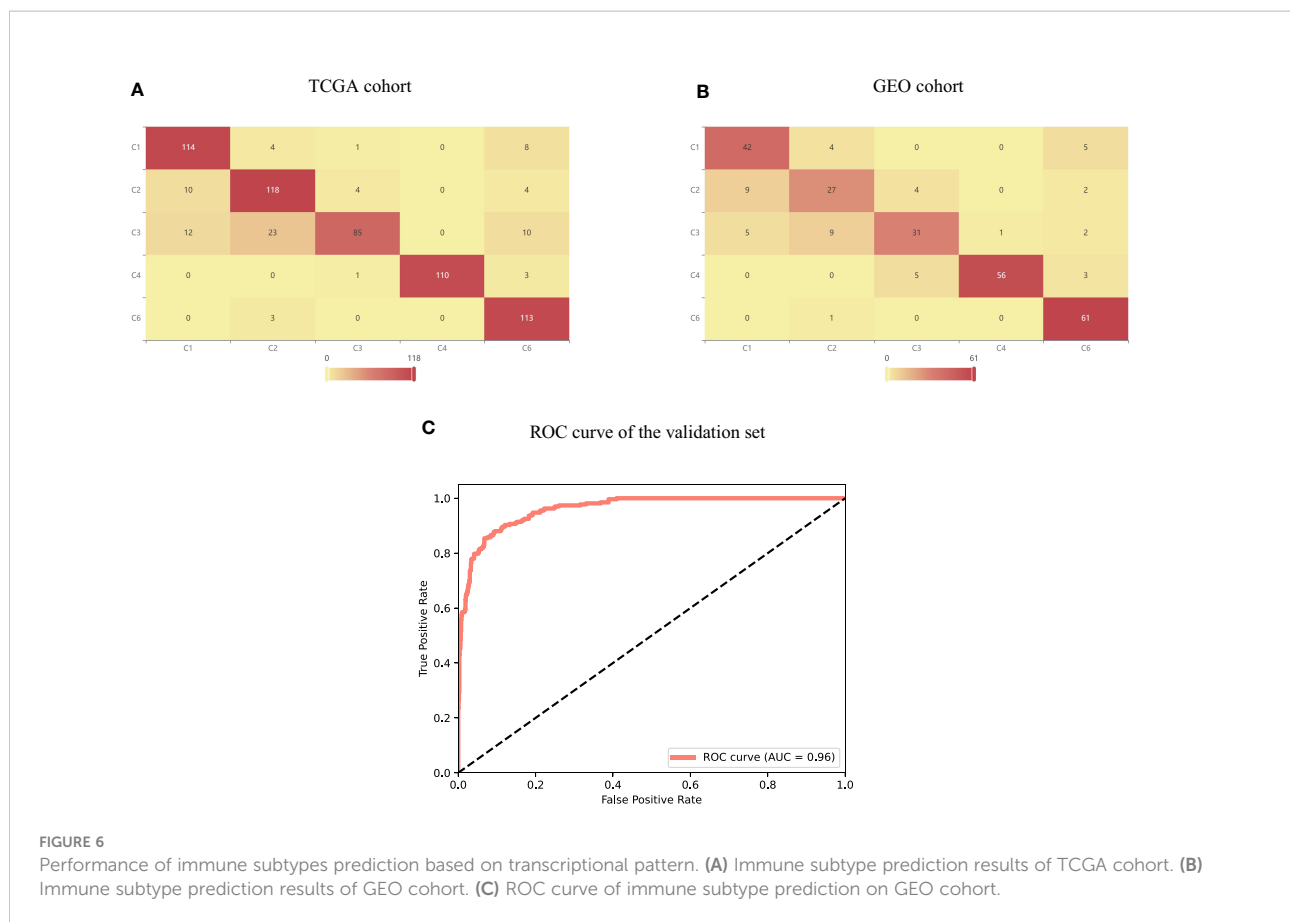 A TCGA cohort
C1 114 4 1 0 8
C2 10 118 4 0 4
C3 12 23 85 0 10
C4 0 0 1 110 3
C6 0 3 0 0 113
C1 C2 C3 C4 C6
0 118
B GEO cohort
C1 42 4 0 0 5
C2 9 27 4 0 2
C3 5 9 31 1 2
C4 0 0 5 56 3
C6 0 1 0 0 61
C1 C2 C3 C4 C6
0 61
C ROC curve of the validation set
True Positive Rate
1.0
0.8
0.6
0.4
0.2
0.0
ROC curve (AUC = 0.96)
0.0 0.2 0.4 0.6 0.8 1.0
False Positive Rate
FIGURE 6
Performance of immune subtypes prediction based on transcriptional pattern. (A) Immune subtype prediction results of TCGA cohort. (B)
Immune subtype prediction results of GEO cohort. (C) ROC curve of immune subtype prediction on GEO cohort.